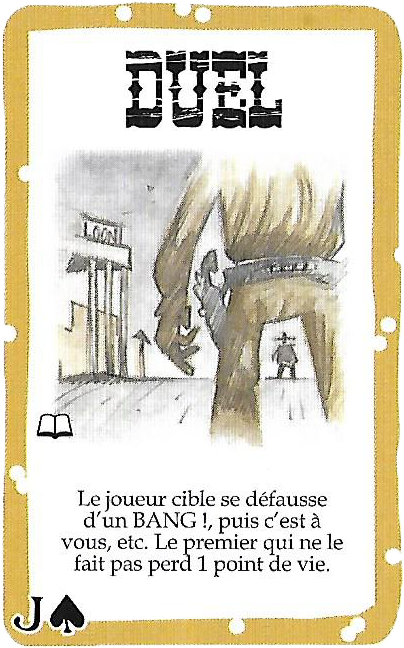 DUEL
LOON
Le joueur cible se défausse
d'un BANG !, puis c'est à
vous, etc. Le premier qui ne le
fait pas perd 1 point de vie.
J♠